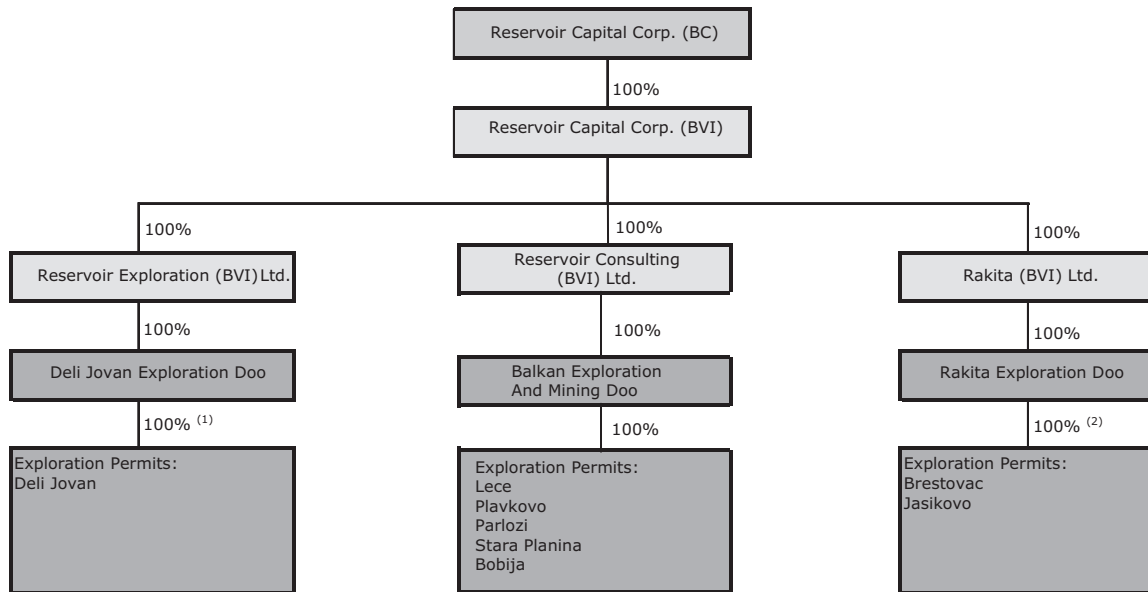 Reservoir Capital Corp. (BC)
100%
Reservoir Capital Corp. (BVI)
100%
100%
100%
Reservoir Exploration (BVI) Ltd.
Reservoir Consulting
(BVI) Ltd.
Rakita (BVI) Ltd.
100%
100%
100%
Deli Jovan Exploration Doo
Balkan Exploration
And Mining Doo
Rakita Exploration Doo
100% (1)
100%
100% (2)
Exploration Permits:
Deli Jovan
Exploration Permits:
Lece
Plavkovo
Parlozi
Stara Planina
Bobija
Exploration Permits:
Brestovac
Jasikovo